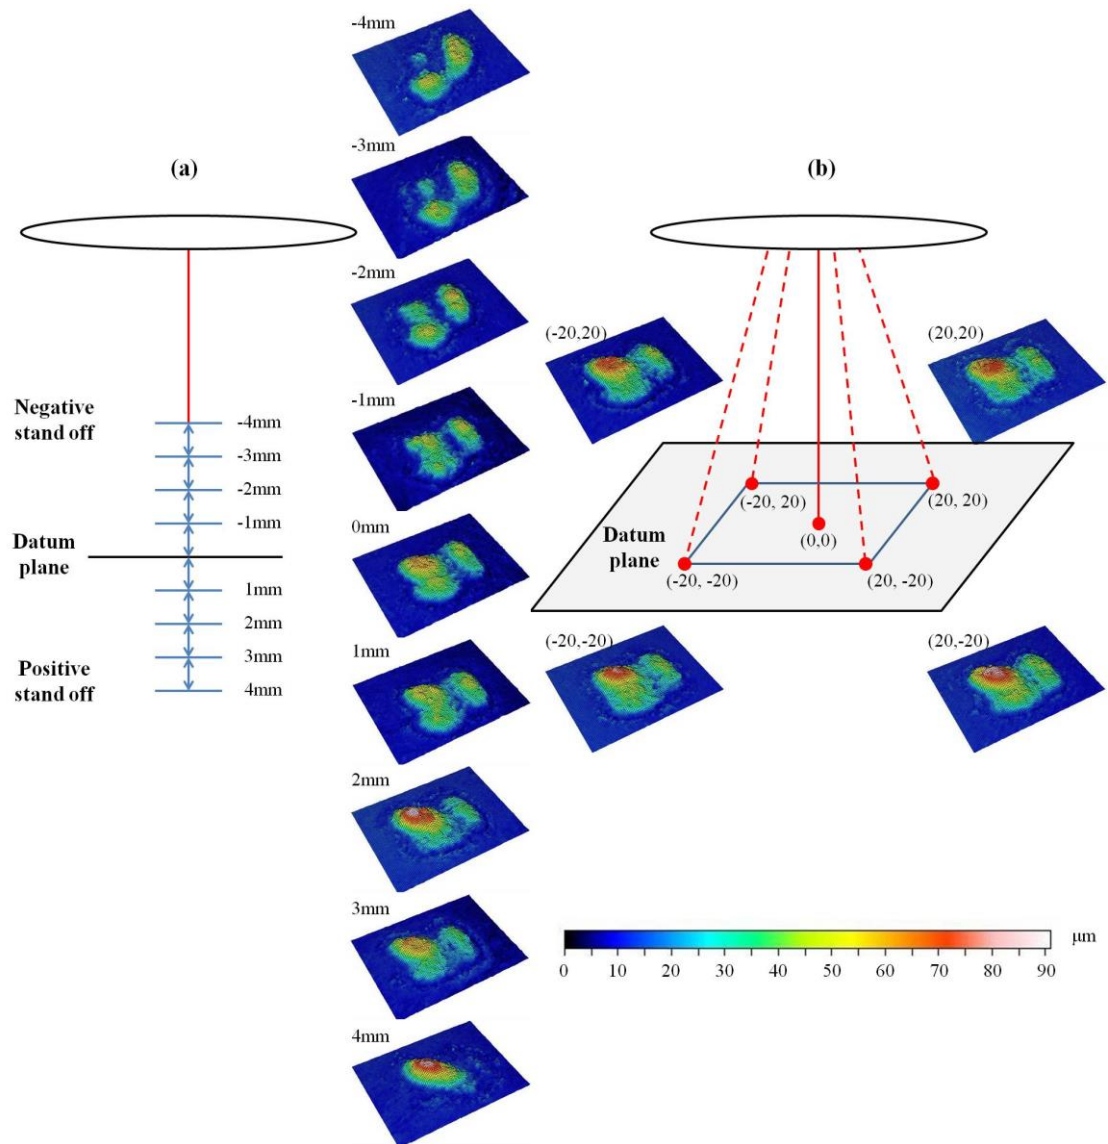 -4mm
-3mm
(a)
(b)
-2mm
(-20,20)
(20,20)
-1mm
Negative
stand off
-4mm
-3mm
-2mm
-1mm
Datum
plane
1mm
2mm
3mm
4mm
Positive
stand off
0mm
1mm
2mm
3mm
4mm
(-20, 20)
(20, 20)
(0,0)
Datum
plane
(-20, -20)
(20, -20)
(-20,-20)
(20,-20)
μm
0 10 20 30 40 50 60 70 80 90